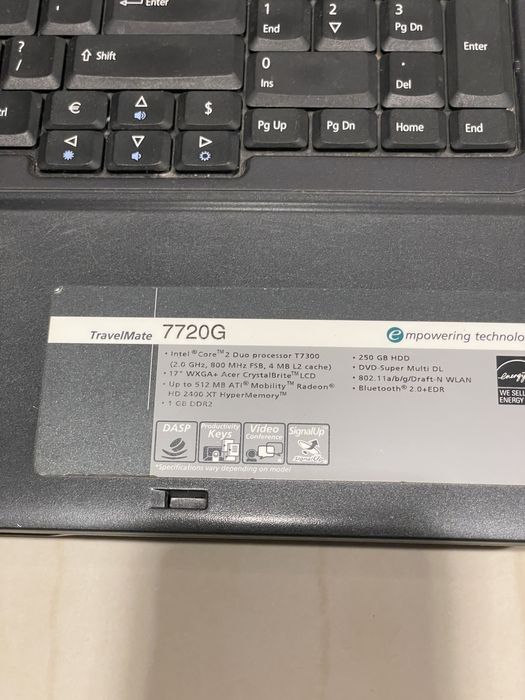 Enter
1
End
2
3
Pg Dn
Enter
?
/
Shift
0
Ins
.
Del
€
$
Pg Up
Pg Dn
Home
End
TravelMate 7720G
empowering technolo
• Intel ®Core™2 Duo processor T7300
(2.0 GHz, 800 MHz FSB, 4 MB L2 cache)
• 17" WXGA+ Acer CrystalBrite™LCD
• Up to 512 MB ATI® Mobility™ Radeon®
HD 2400 XT HyperMemory™
• 1 GB DDR2
• 250 GB HDD
• DVD-Super Multi DL
• 802.11a/b/g/Draft-N WLAN
• Bluetooth® 2.0+EDR
energy
WE SELL
ENERGY
DASP
Productivity
Keys
Video
Conference
SignalUp
SignalUp
*Specifications vary depending on model